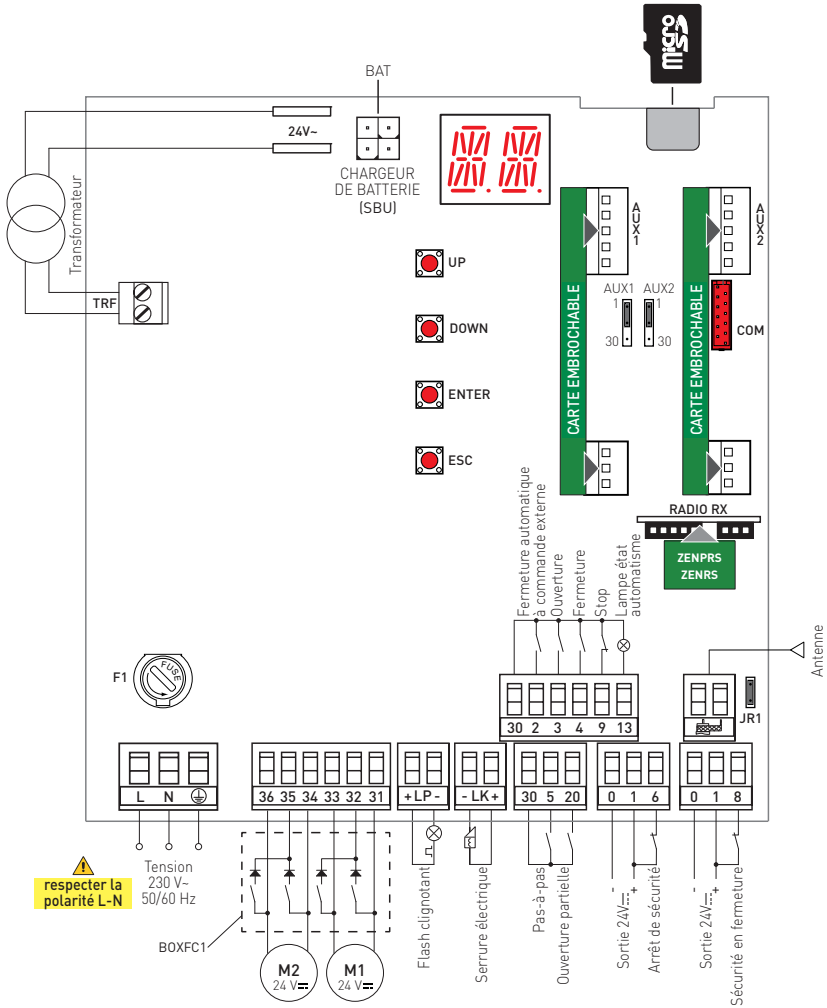 micro
SD
BAT
24V~
CHARGEUR
DE BATTERIE
(SBU)
Transformateur
TRF
UP
DOWN
ENTER
ESC
CARTE EMBROCHABLE
AUX1
CARTE EMBROCHABLE
AUX2
AUX1 AUX2
1 1
30 30
COM
RADIO RX
ZENPRS
ZENRS
Fermeture automatique
à commande externe
Ouverture
Fermeture
Stop
Lampe état
automatisme
Antenne
F1
FUSE
30 2 3 4 9 13
JR1
L N
36 35 34 33 32 31
+ LP -
- LK +
30 5 20
0 1 6
0 1 8
respecter la
polarité L-N
Tension
230 V~
50/60 Hz
BOXFC1
M2
24 V
M1
24 V
Flash clignotant
Serrure électrique
Pas-à-pas
Ouverture partielle
Sortie 24V
- +
Arrêt de sécurité
Sortie 24V
- +
Sécurité en fermeture